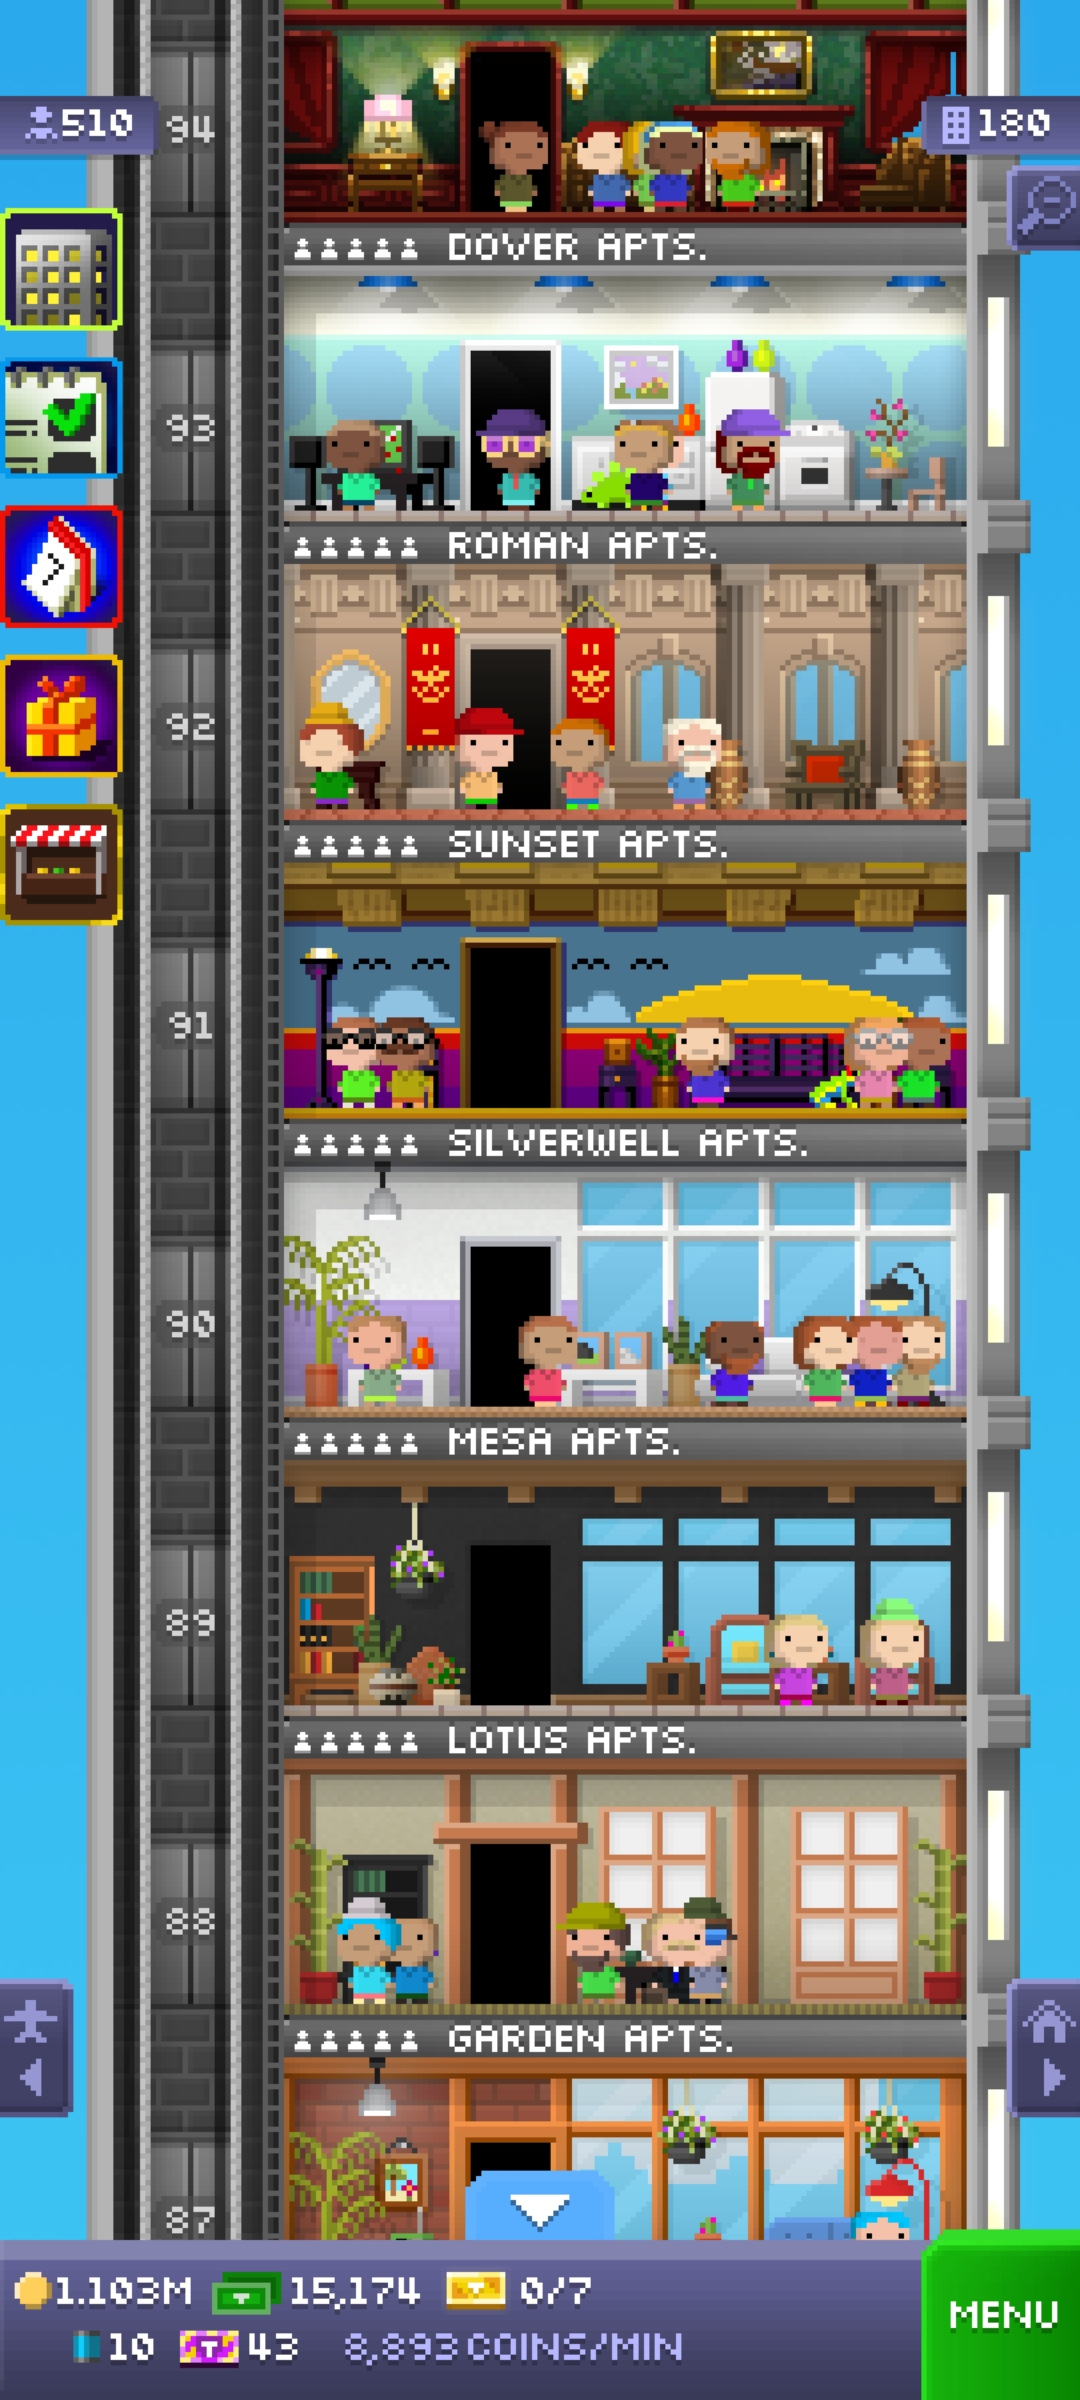 510
94
180
DOVER APTS.
93
ROMAN APTS.
92
SUNSET APTS.
91
SILVERWELL APTS.
90
MESA APTS.
89
LOTUS APTS.
88
GARDEN APTS.
87
1.103M 15,174 0/7
MENU
10 43 8,893 COINS/MIN
7